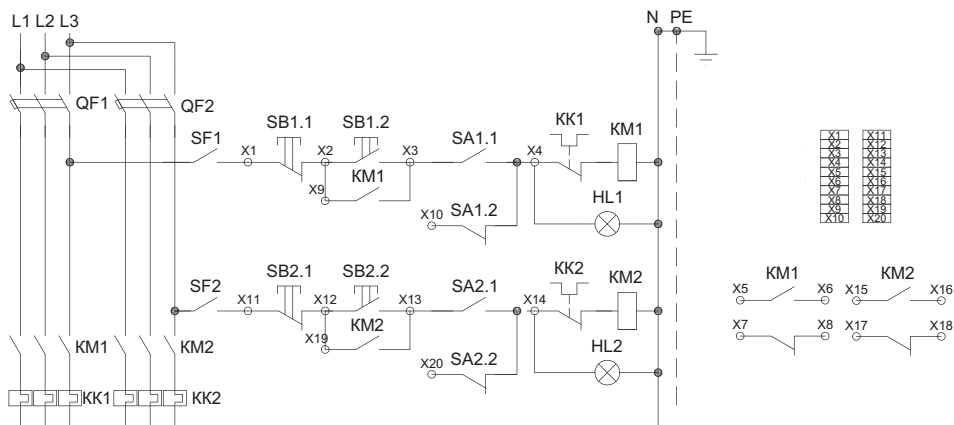 L1 L2 L3
N PE
QF1
QF2
SF1
X1
SB1.1
X2
SB1.2
X3
SA1.1
X4
KK1
KM1
X9
KM1
X10
SA1.2
HL1
SF2
X11
SB2.1
X12
SB2.2
X13
SA2.1
X14
KK2
KM2
X19
KM2
X20
SA2.2
HL2
KM1
KM2
KK1
KK2
X1 X11
X2 X12
X3 X13
X4 X14
X5 X15
X6 X16
X7 X17
X8 X18
X9 X19
X10 X20
KM1
KM2
X5 X6 X15 X16
X7 X8 X17 X18